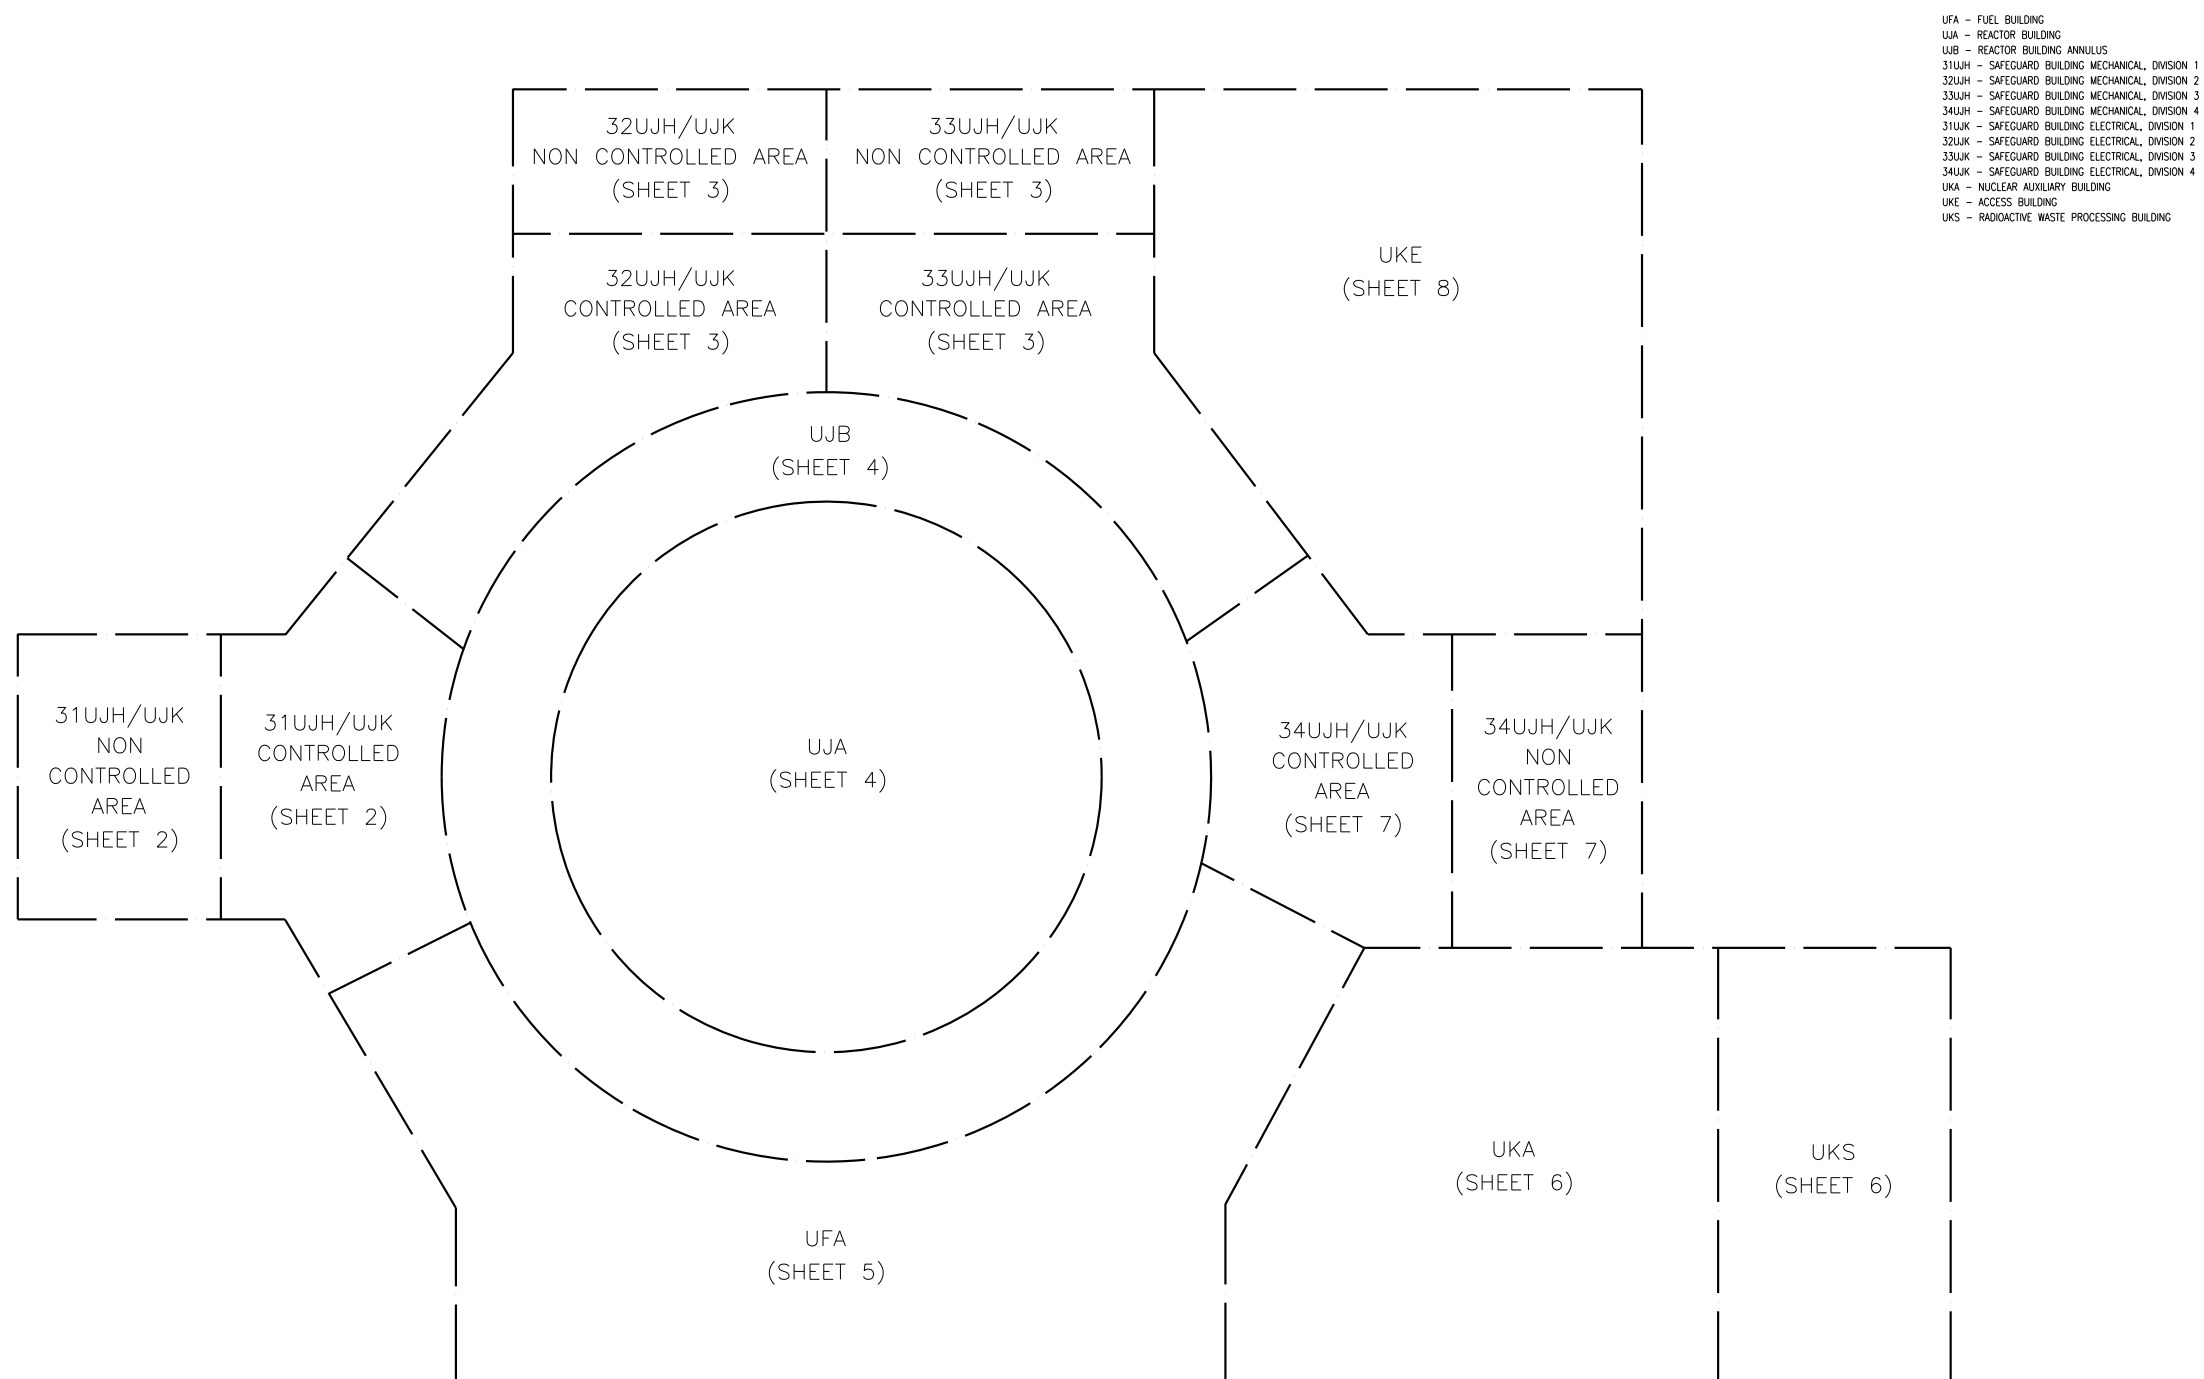 UFA – FUEL BUILDING
UJA – REACTOR BUILDING
UJB – REACTOR BUILDING ANNULUS
31UJH – SAFEGUARD BUILDING MECHANICAL, DIVISION 1
32UJH – SAFEGUARD BUILDING MECHANICAL, DIVISION 2
33UJH – SAFEGUARD BUILDING MECHANICAL, DIVISION 3
34UJH – SAFEGUARD BUILDING MECHANICAL, DIVISION 4
31UJK – SAFEGUARD BUILDING ELECTRICAL, DIVISION 1
32UJK – SAFEGUARD BUILDING ELECTRICAL, DIVISION 2
33UJK – SAFEGUARD BUILDING ELECTRICAL, DIVISION 3
34UJK – SAFEGUARD BUILDING ELECTRICAL, DIVISION 4
UKA – NUCLEAR AUXILIARY BUILDING
UKE – ACCESS BUILDING
UKS – RADIOACTIVE WASTE PROCESSING BUILDING
32UJH/UJK
NON CONTROLLED AREA
(SHEET 3)
33UJH/UJK
NON CONTROLLED AREA
(SHEET 3)
32UJH/UJK
CONTROLLED AREA
(SHEET 3)
33UJH/UJK
CONTROLLED AREA
(SHEET 3)
UKE
(SHEET 8)
UJB
(SHEET 4)
31UJH/UJK
NON
CONTROLLED
AREA
(SHEET 2)
31UJH/UJK
CONTROLLED
AREA
(SHEET 2)
UJA
(SHEET 4)
34UJH/UJK
CONTROLLED
AREA
(SHEET 7)
34UJH/UJK
NON
CONTROLLED
AREA
(SHEET 7)
UKA
(SHEET 6)
UKS
(SHEET 6)
UFA
(SHEET 5)